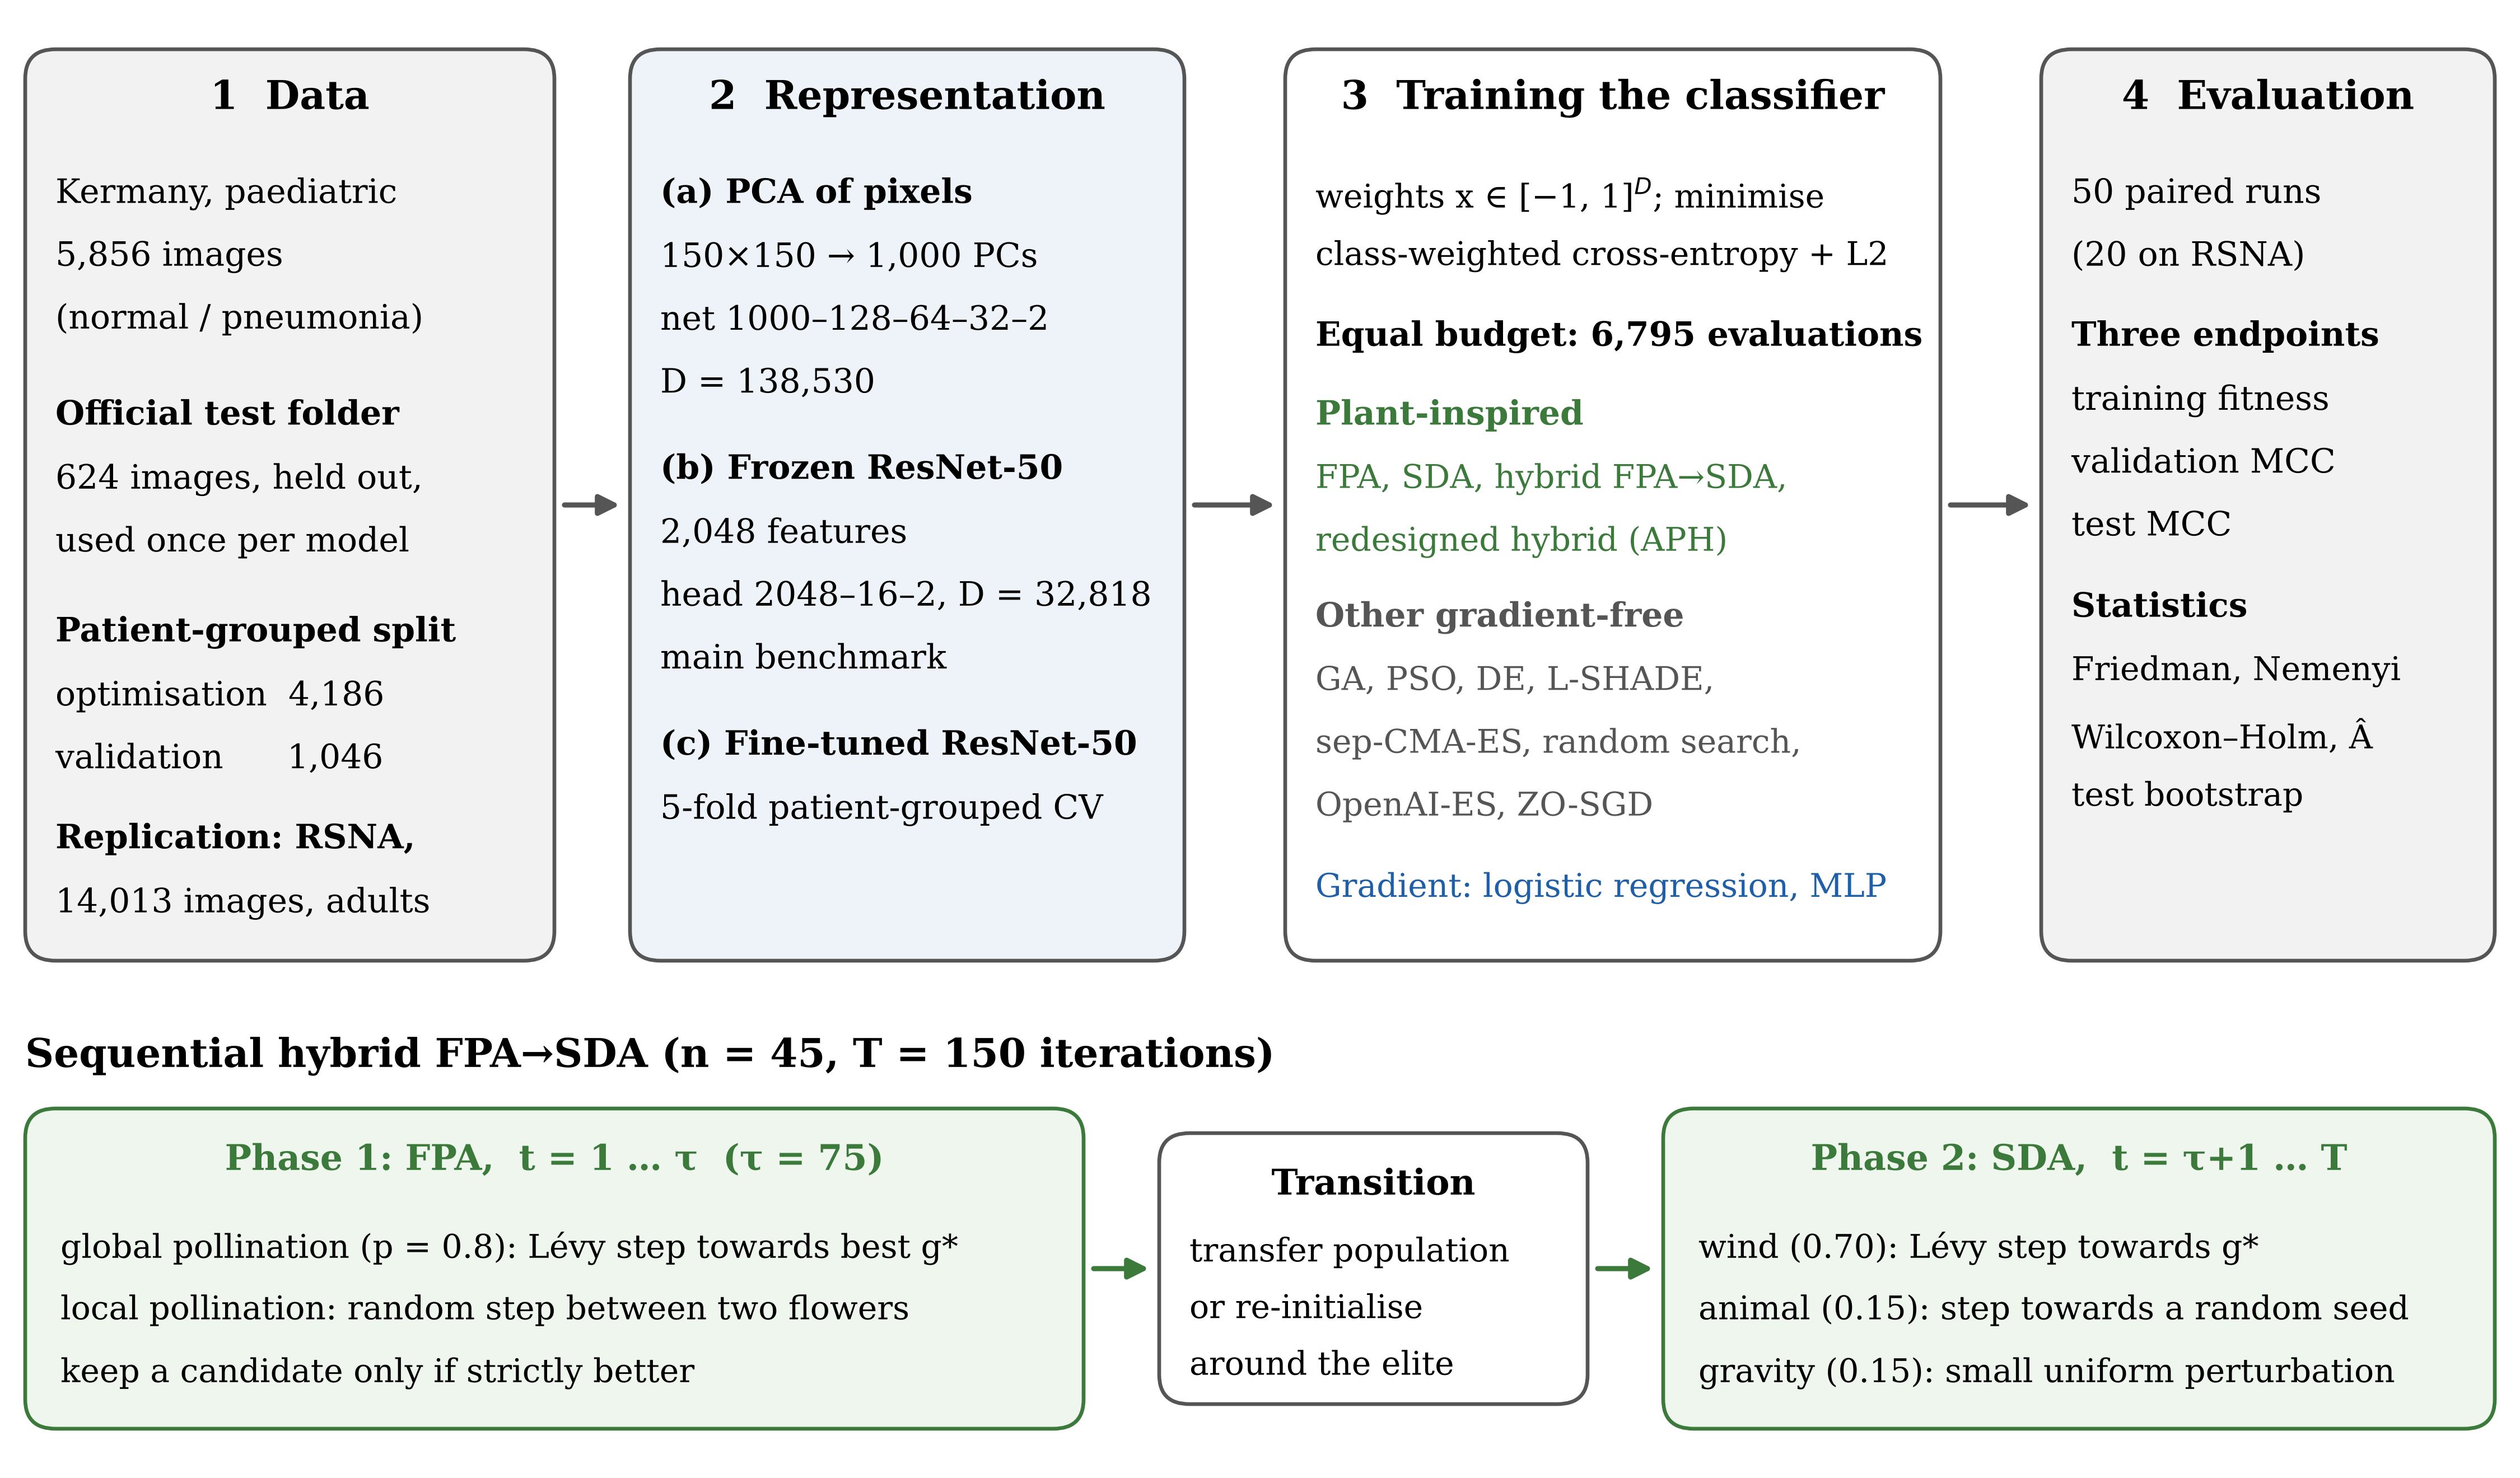 1 Data
Kermany, paediatric
5,856 images
(normal / pneumonia)
Official test folder
624 images, held out,
used once per model
Patient-grouped split
optimisation 4,186
validation 1,046
Replication: RSNA,
14,013 images, adults
2 Representation
(a) PCA of pixels
150×150 → 1,000 PCs
net 1000–128–64–32–2
D = 138,530
(b) Frozen ResNet-50
2,048 features
head 2048–16–2, D = 32,818
main benchmark
(c) Fine-tuned ResNet-50
5-fold patient-grouped CV
3 Training the classifier
weights x ∈ [−1, 1]^D; minimise
class-weighted cross-entropy + L2
Equal budget: 6,795 evaluations
Plant-inspired
FPA, SDA, hybrid FPA→SDA,
redesigned hybrid (APH)
Other gradient-free
GA, PSO, DE, L-SHADE,
sep-CMA-ES, random search,
OpenAI-ES, ZO-SGD
Gradient: logistic regression, MLP
4 Evaluation
50 paired runs
(20 on RSNA)
Three endpoints
training fitness
validation MCC
test MCC
Statistics
Friedman, Nemenyi
Wilcoxon–Holm, Â
test bootstrap
Sequential hybrid FPA→SDA (n = 45, T = 150 iterations)
Phase 1: FPA, t = 1 … τ (τ = 75)
global pollination (p = 0.8): Lévy step towards best g*
local pollination: random step between two flowers
keep a candidate only if strictly better
Transition
transfer population
or re-initialise
around the elite
Phase 2: SDA, t = τ+1 … T
wind (0.70): Lévy step towards g*
animal (0.15): step towards a random seed
gravity (0.15): small uniform perturbation